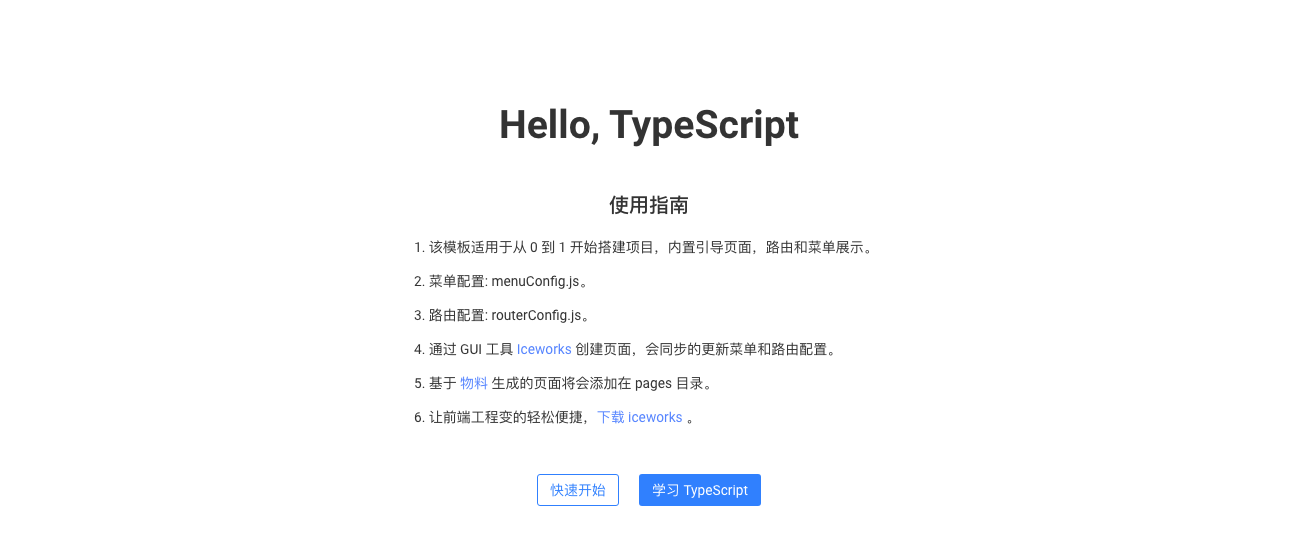 Hello, TypeScript
使用指南
1. 该模板适用于从 0 到 1 开始搭建项目，内置引导页面，路由和菜单展示。
2. 菜单配置: menuConfig.js。
3. 路由配置: routerConfig.js。
4. 通过 GUI 工具 Iceworks 创建页面，会同步的更新菜单和路由配置。
5. 基于 物料 生成的页面将会添加在 pages 目录。
6. 让前端工程变的轻松便捷，下载 iceworks 。
快速开始 学习 TypeScript